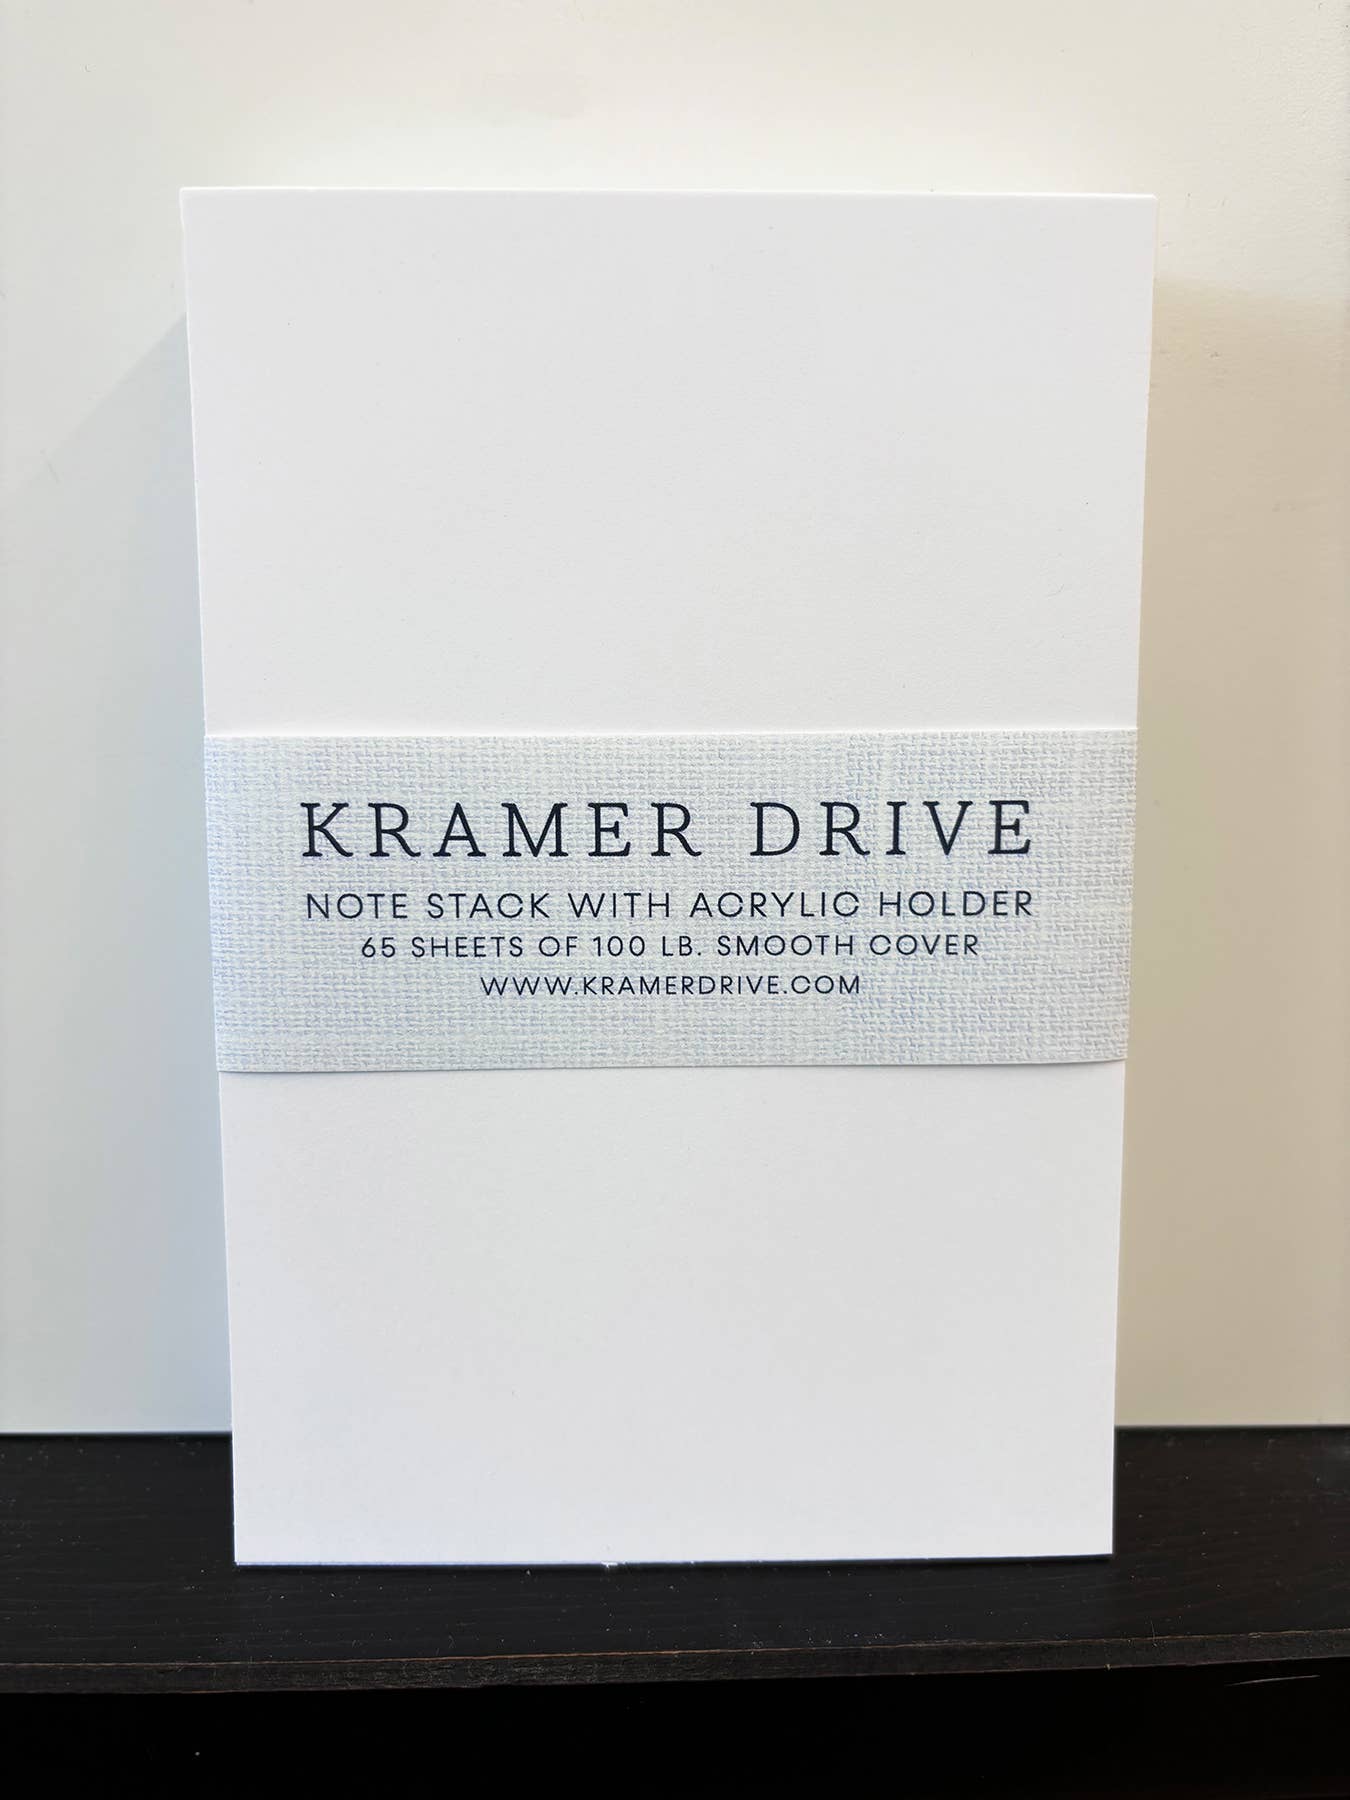 KRAMER DRIVE
NOTE STACK WITH ACRYLIC HOLDER
65 SHEETS OF 100 LB. SMOOTH COVER
WWW.KRAMERDRIVE.COM